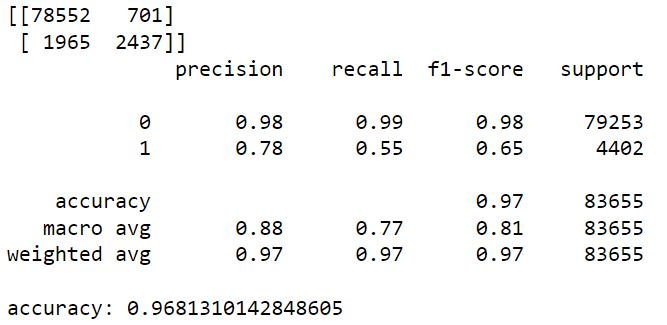 [[78552   701]
 [ 1965  2437]]
              precision    recall  f1-score   support

           0       0.98      0.99      0.98     79253
           1       0.78      0.55      0.65      4402

    accuracy                           0.97     83655
   macro avg       0.88      0.77      0.81     83655
weighted avg       0.97      0.97      0.97     83655

accuracy: 0.9681310142848605